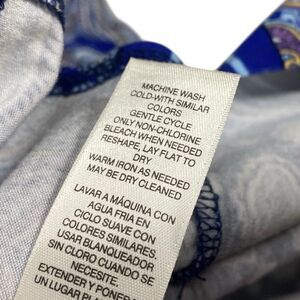 MACHINE WASH
COLD-WITH SIMILAR
COLORS
GENTLE CYCLE
ONLY NON-CHLORINE
BLEACH WHEN NEEDED
RESHAPE, LAY FLAT TO
DRY
WARM IRON AS NEEDED
MAY BE DRY CLEANED
LAVAR A MÁQUINA CON
AGUA FRIA EN
CICLO SUAVE CON
COLORES SIMILARES.
USAR BLANQUEADOR
SIN CLORO CUANDO SE
NECESITE.
EXTENDER Y PONER
LUGAR PLANO